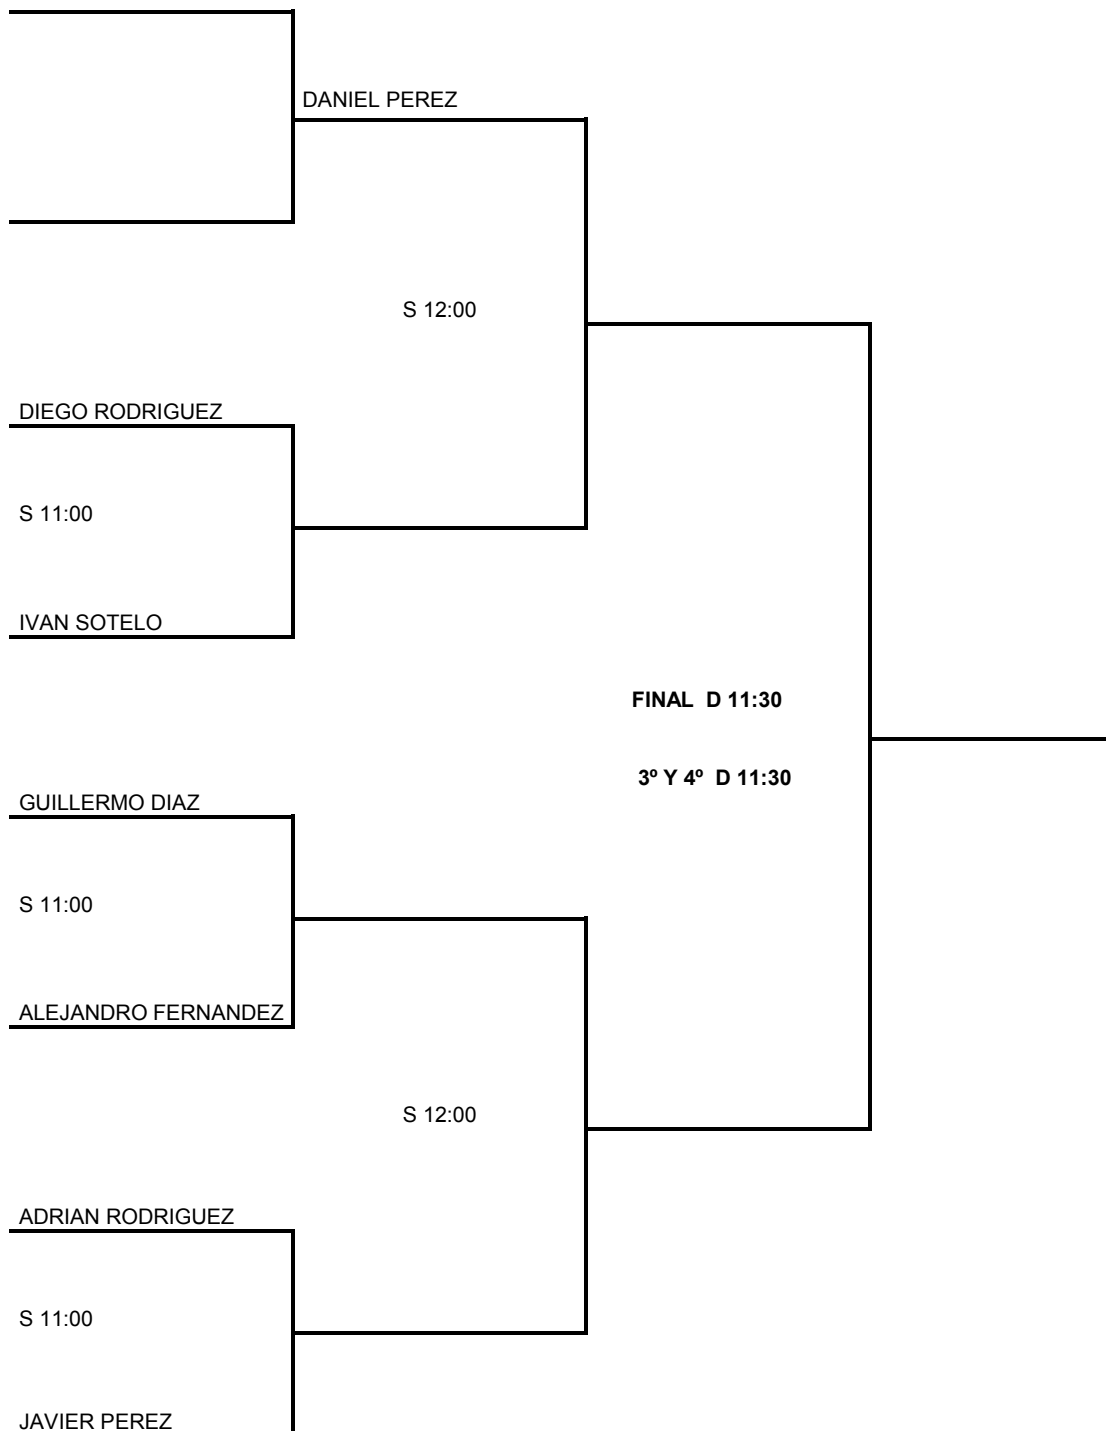 DANIEL PEREZ
S 12:00
DIEGO RODRIGUEZ
S 11:00
IVAN SOTELO
FINAL  D 11:30
3º Y 4º  D 11:30
GUILLERMO DIAZ
S 11:00
ALEJANDRO FERNANDEZ
S 12:00
ADRIAN RODRIGUEZ
S 11:00
JAVIER PEREZ